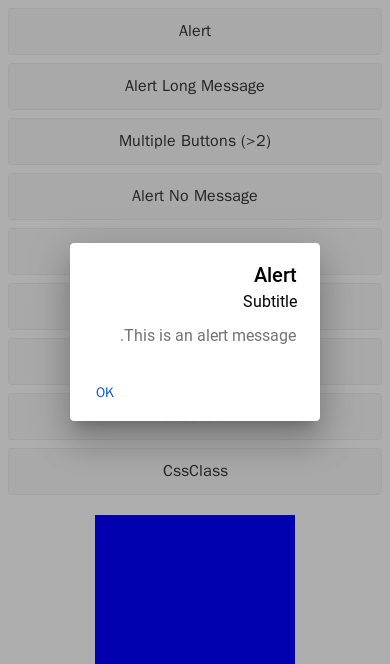 Alert
Alert Long Message
Multiple Buttons (>2)
Alert No Message
Alert
Subtitle
.This is an alert message
OK
CssClass